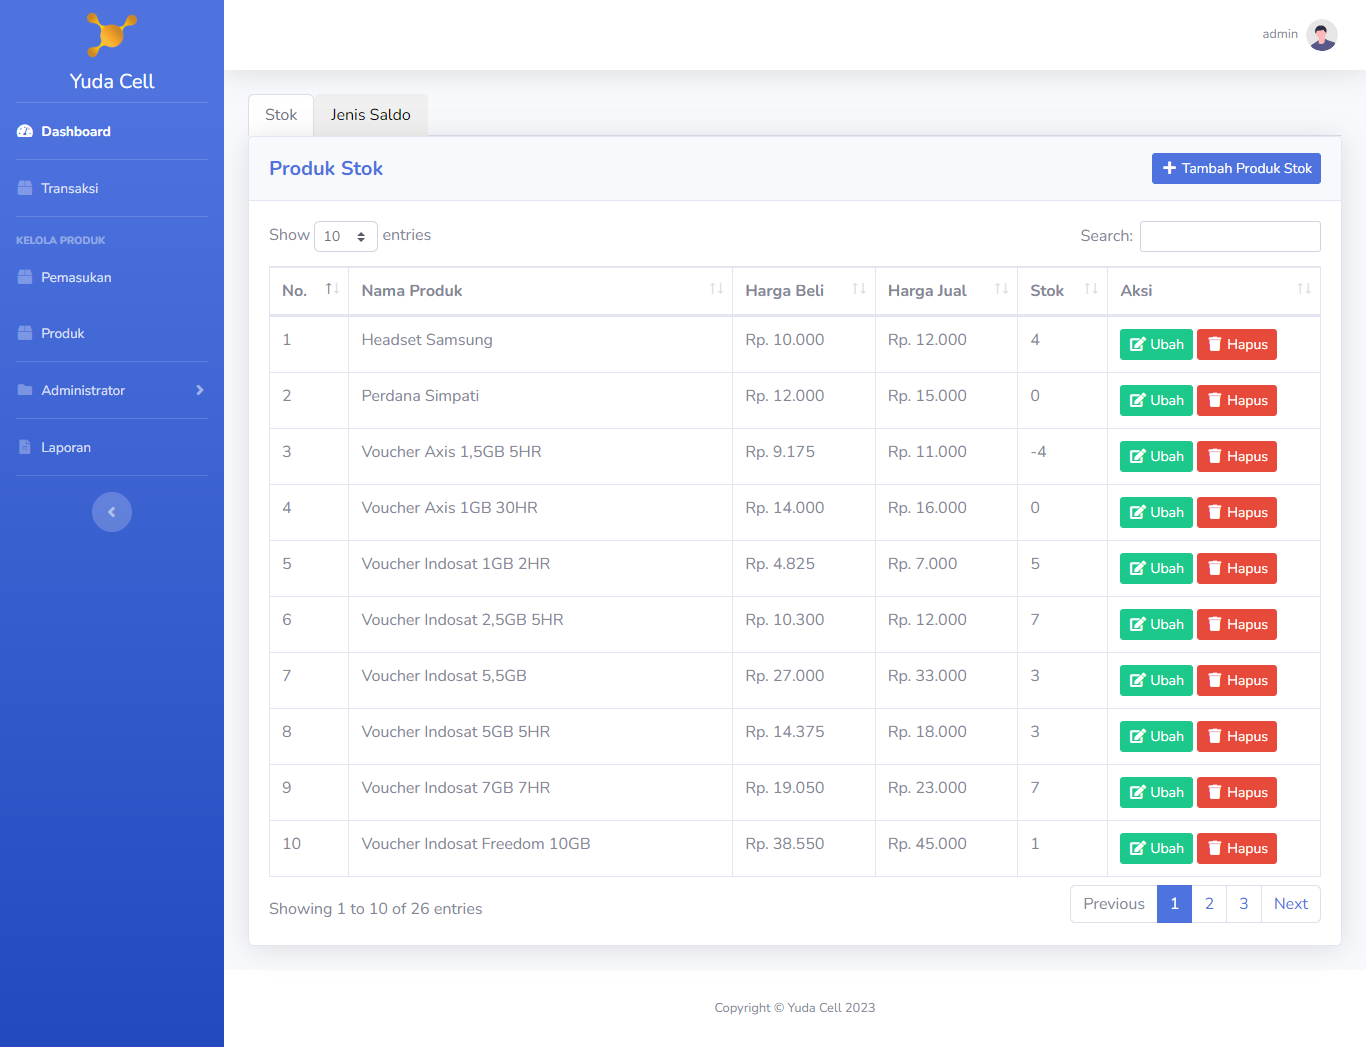 Yuda Cell
Dashboard
Transaksi
KELOLA PRODUK
Pemasukan
Produk
Administrator
Laporan
admin
Stok Jenis Saldo
Produk Stok Tambah Produk Stok
Show 10 entries Search:
No. Nama Produk Harga Beli Harga Jual Stok Aksi
1 Headset Samsung Rp. 10.000 Rp. 12.000 4 Ubah Hapus
2 Perdana Simpati Rp. 12.000 Rp. 15.000 0 Ubah Hapus
3 Voucher Axis 1,5GB 5HR Rp. 9.175 Rp. 11.000 -4 Ubah Hapus
4 Voucher Axis 1GB 30HR Rp. 14.000 Rp. 16.000 0 Ubah Hapus
5 Voucher Indosat 1GB 2HR Rp. 4.825 Rp. 7.000 5 Ubah Hapus
6 Voucher Indosat 2,5GB 5HR Rp. 10.300 Rp. 12.000 7 Ubah Hapus
7 Voucher Indosat 5,5GB Rp. 27.000 Rp. 33.000 3 Ubah Hapus
8 Voucher Indosat 5GB 5HR Rp. 14.375 Rp. 18.000 3 Ubah Hapus
9 Voucher Indosat 7GB 7HR Rp. 19.050 Rp. 23.000 7 Ubah Hapus
10 Voucher Indosat Freedom 10GB Rp. 38.550 Rp. 45.000 1 Ubah Hapus
Showing 1 to 10 of 26 entries Previous 1 2 3 Next
Copyright © Yuda Cell 2023